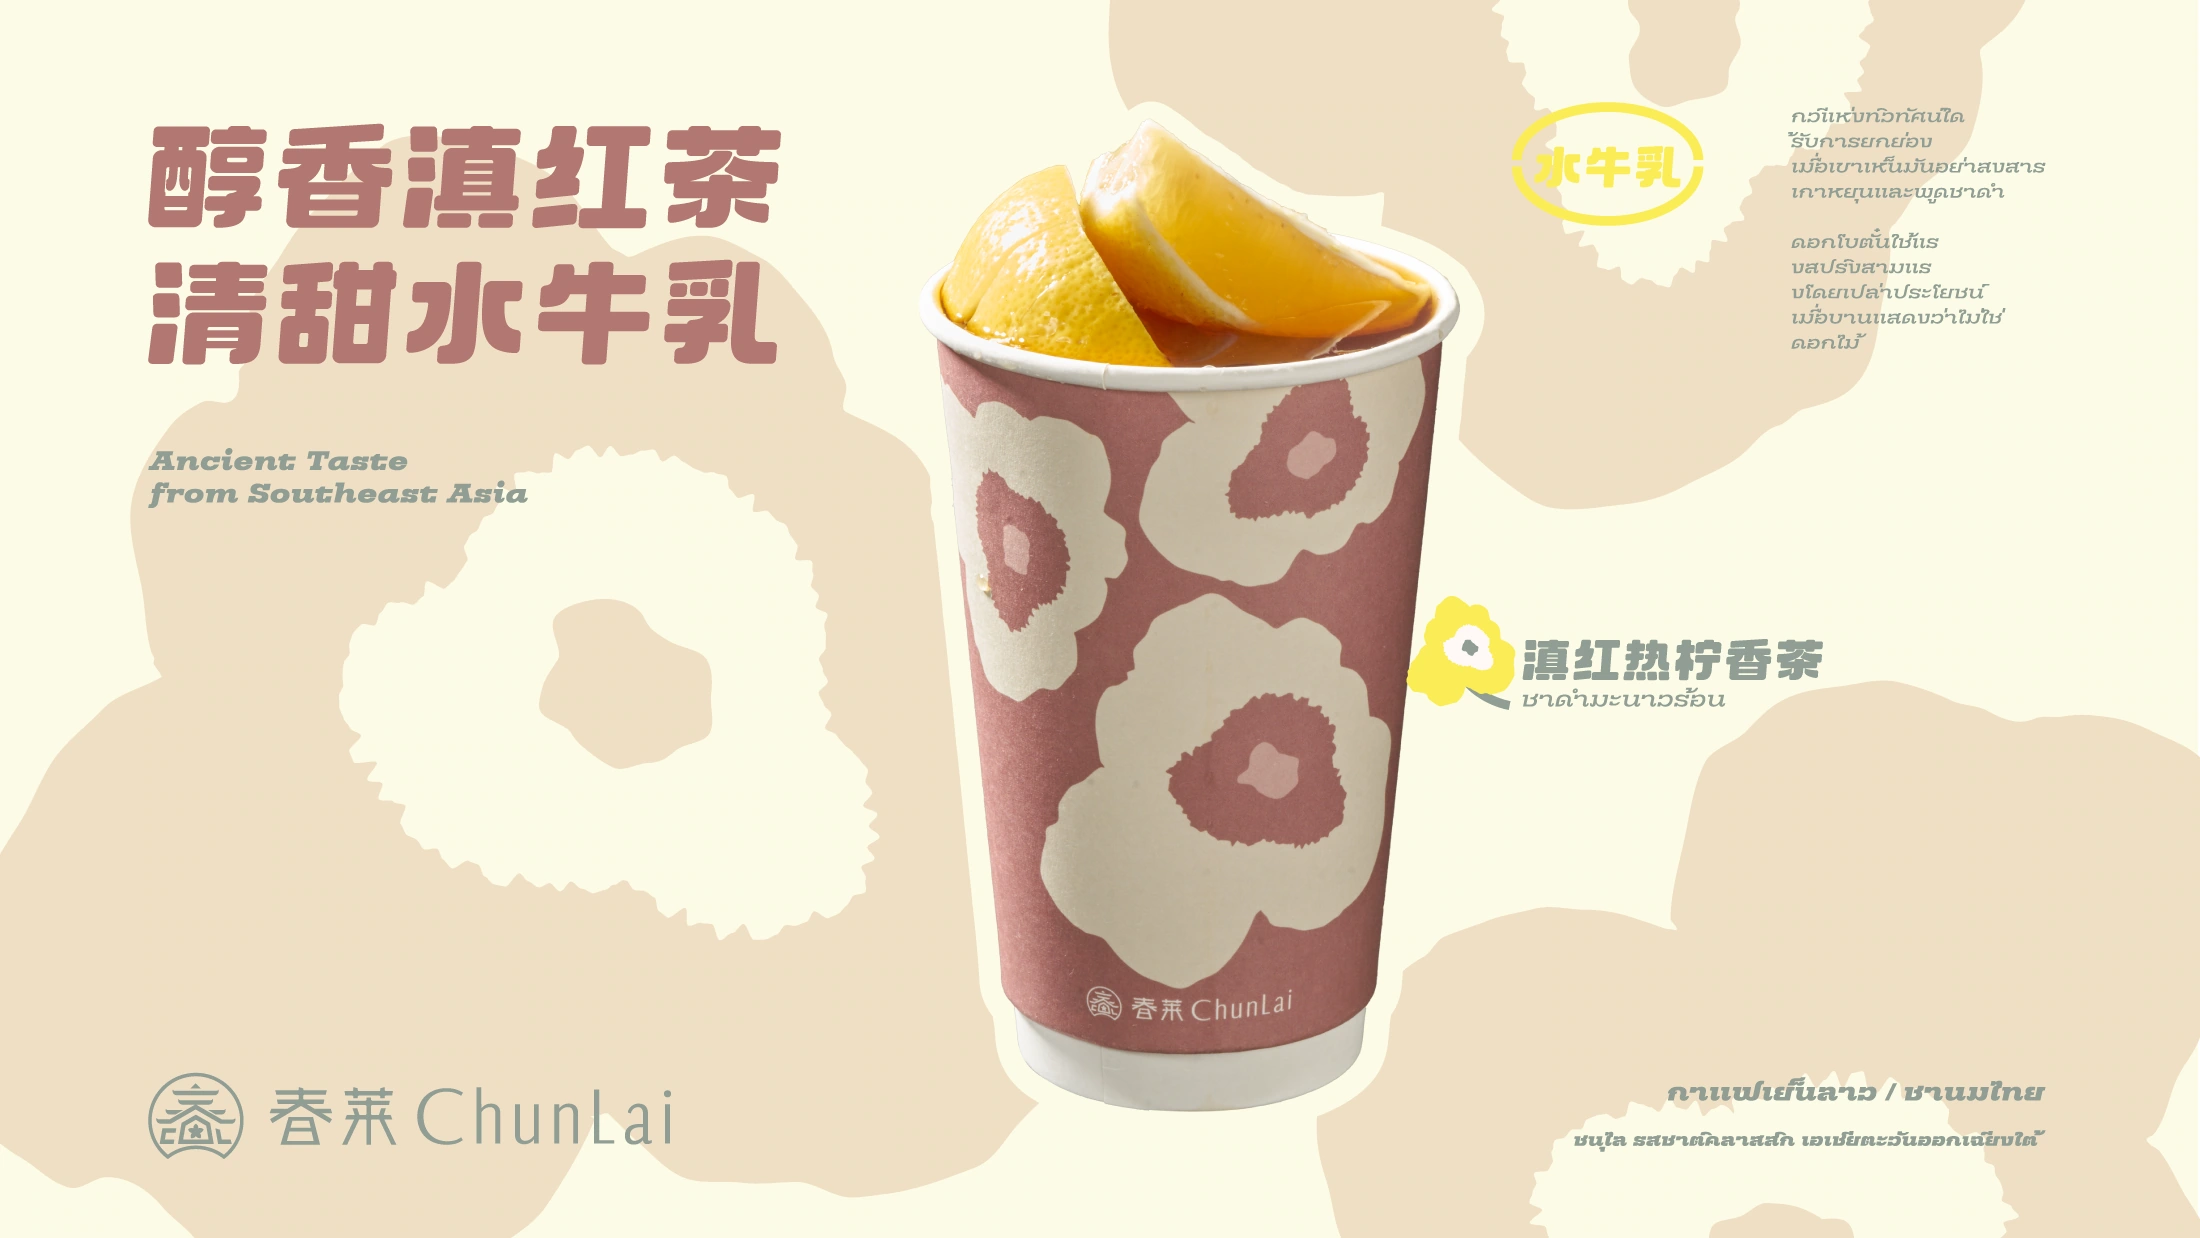 醇香滇红茶
清甜水牛乳
Ancient Taste
from Southeast Asia
水牛乳
กวีแห่งทิวทัศน์ใด
รับการยกย่อง
เมื่อเขาเห็นมันอย่าสงสาร
เกาหยุนและพูดชาดำ
ดอกโบตั๋นใช้แร
งสปริงสามแร
งโดยเปล่าประโยชน์
เมื่อบานแสดงว่าไม่ใช่
ดอกไม้
滇红热柠香茶
ชาดำมะนาวร้อน
春莱 ChunLai
春莱 ChunLai
กาแฟเย็นลาว / ชานมไทย
ชนุไล รสชาติคลาสสิก เอเชียตะวันออกเฉียงใต้